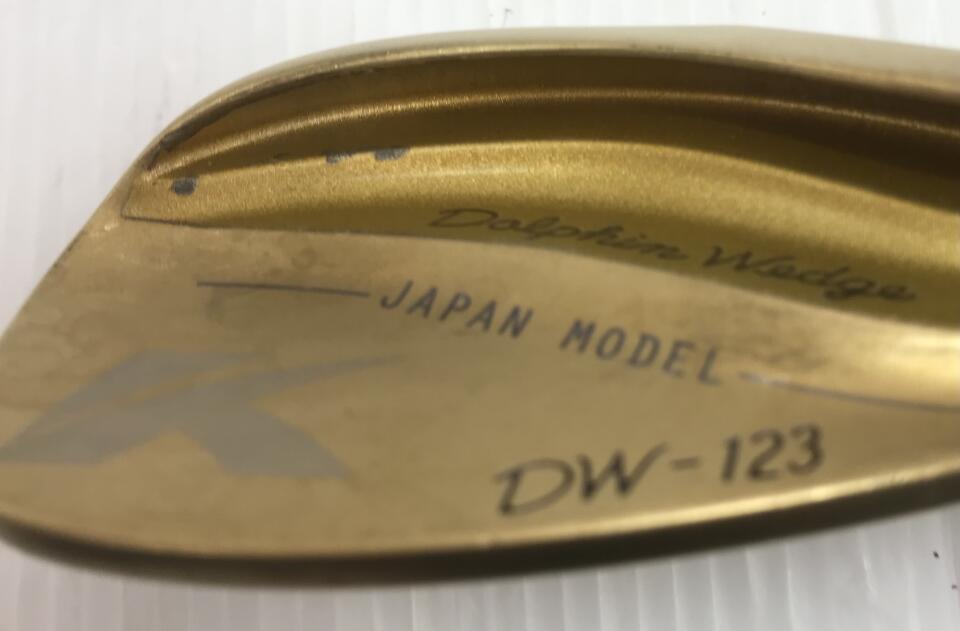 Dolphin Wedge
JAPAN MODEL
K
DW-123